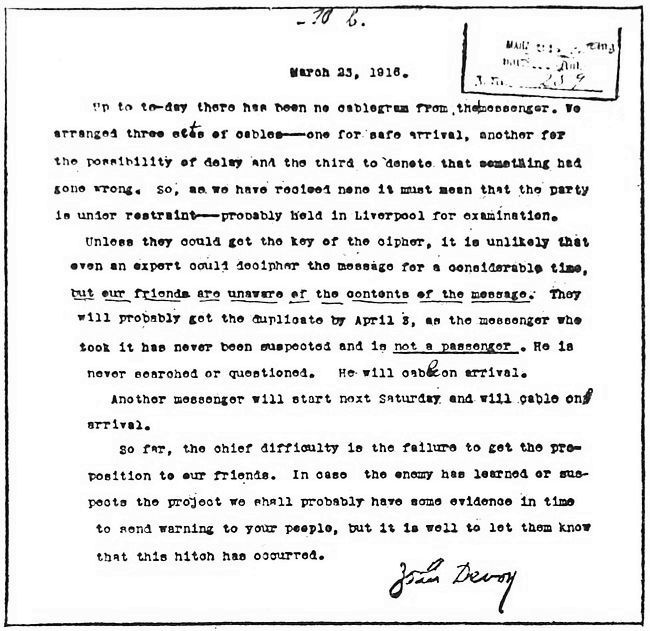 March 23, 1916.
Up to to-day there has been no cablegram from the messenger. We
arranged three sets of cables—one for safe arrival, another for
the possibility of delay and the third to denote that something had
gone wrong. So, as we have recieed none it must mean that the party
is under restraint—probably held in Liverpool for examination.
Unless they could get the key of the cipher, it is unlikely that
even an expert could decipher the message for a considerable time,
but our friends are unaware of the contents of the message. They
will probably get the duplicate by April 3, as the messenger who
took it has never been suspected and is not a passenger. He is
never searched or questioned. He will cable on arrival.
Another messenger will start next Saturday and will cable on
arrival.
So far, the chief difficulty is the failure to get the pro-
position to our friends. In case the enemy has learned or sus-
pects the project we shall probably have some evidence in time
to send warning to your people, but it is well to let them know
that this hitch has occurred.
John Devoy